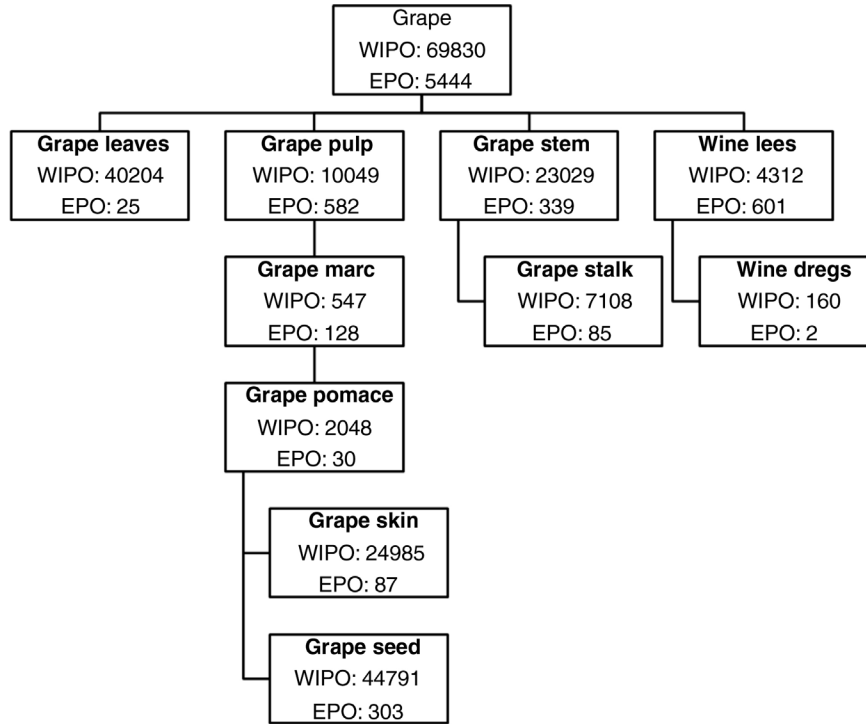 Grape
WIPO: 69830
EPO: 5444
Grape leaves
WIPO: 40204
EPO: 25
Grape pulp
WIPO: 10049
EPO: 582
Grape stem
WIPO: 23029
EPO: 339
Wine lees
WIPO: 4312
EPO: 601
Grape marc
WIPO: 547
EPO: 128
Grape stalk
WIPO: 7108
EPO: 85
Wine dregs
WIPO: 160
EPO: 2
Grape pomace
WIPO: 2048
EPO: 30
Grape skin
WIPO: 24985
EPO: 87
Grape seed
WIPO: 44791
EPO: 303